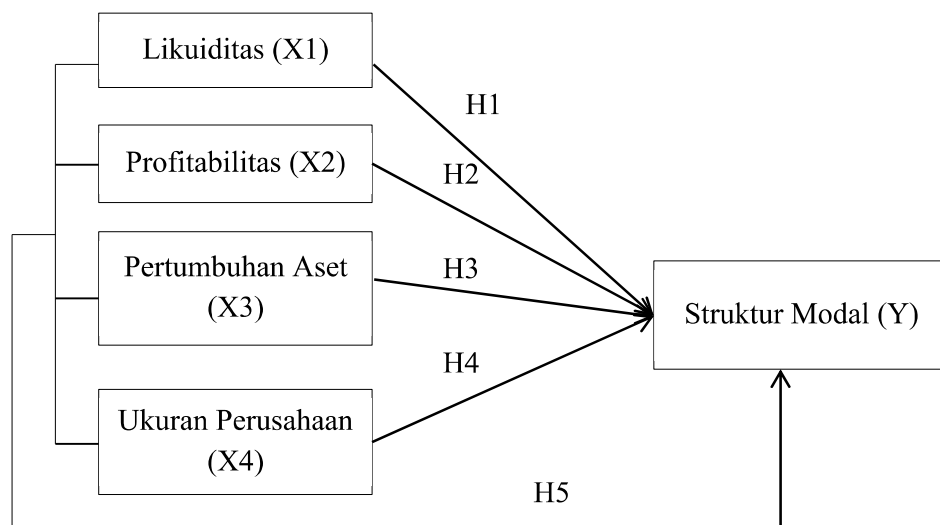 Likuiditas (X1)
H1
Profitabilitas (X2)
H2
Pertumbuhan Aset
(X3)
H3
Struktur Modal (Y)
H4
Ukuran Perusahaan
(X4)
H5